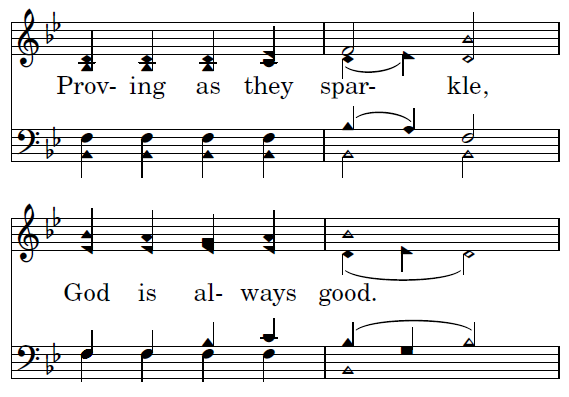 Prov- ing as they spar- kle,
God is al- ways good.